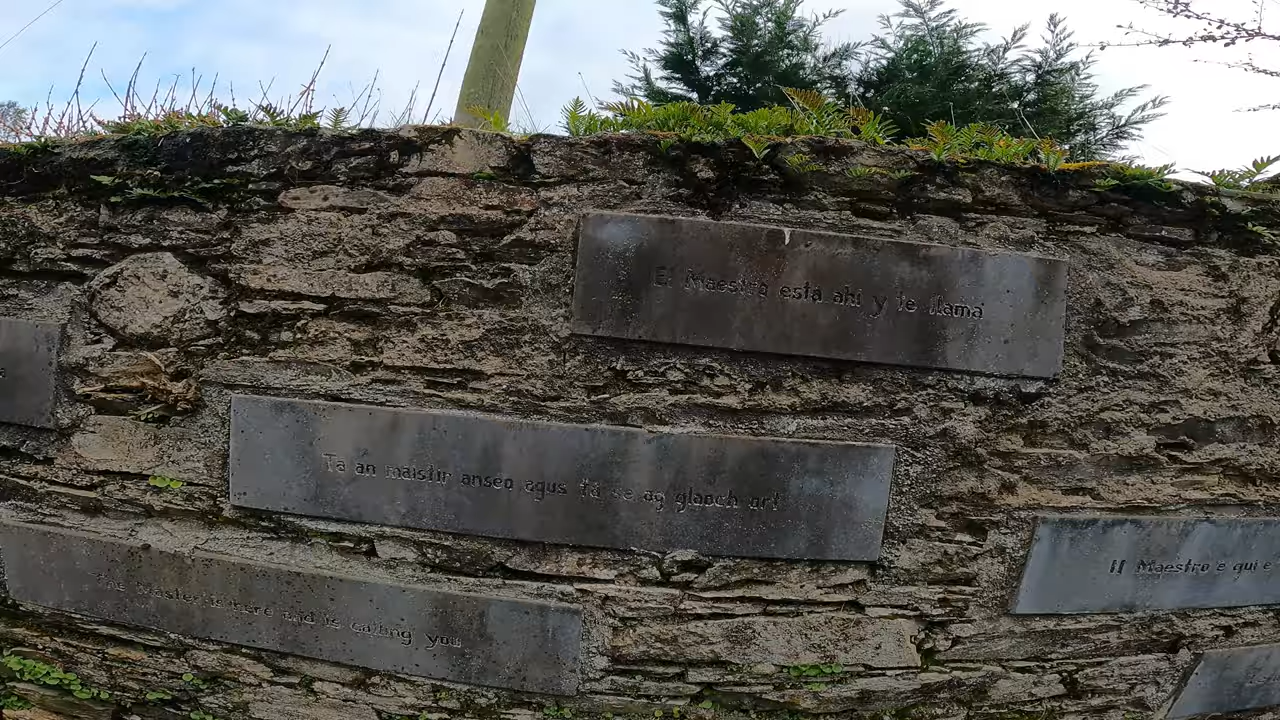 El Maestro está ahí y te llama
Tá an máistir anseo agus tá sé ag glaoch ort
The Master is here and is calling you
Il Maestro è qui e